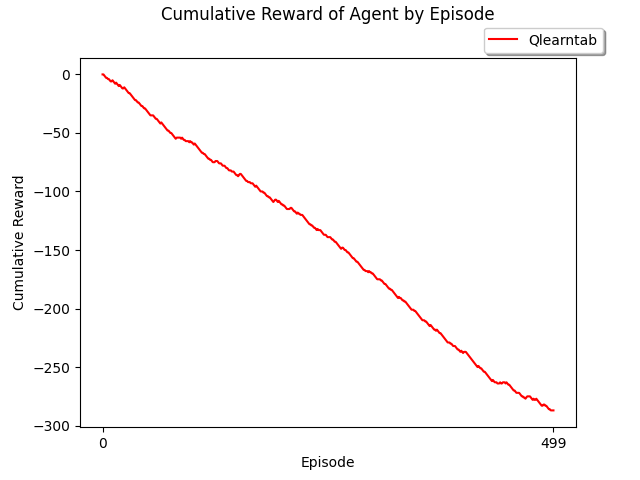 Cumulative Reward of Agent by Episode
Qlearntab
0
−50
−100
−150
−200
−250
−300
Cumulative Reward
0
499
Episode